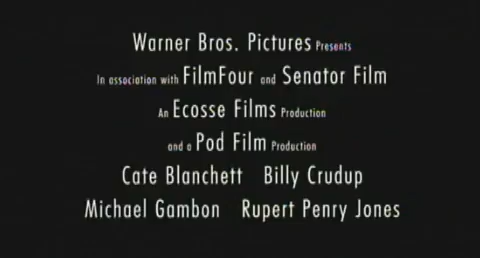 Warner Bros. Pictures Presents
In association with FilmFour and Senator Film
An Ecosse Films Production
and a Pod Film Production
Cate Blanchett Billy Crudup
Michael Gambon Rupert Penry Jones